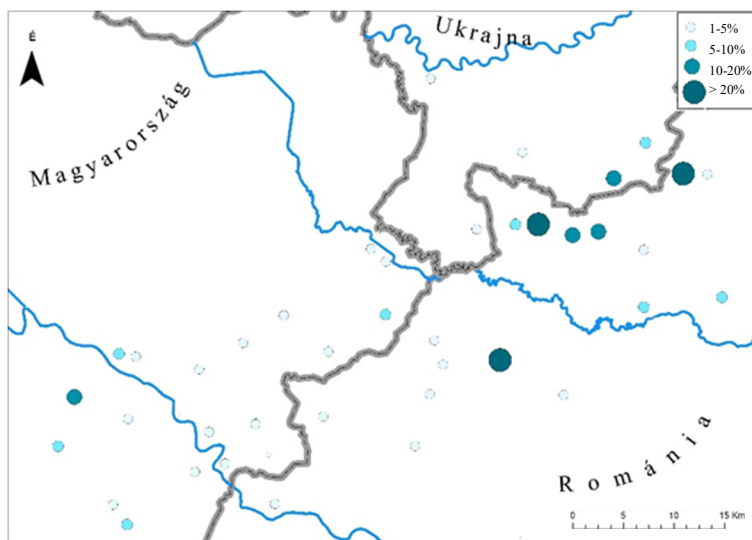 Ukrajna
1-5%
5-10%
10-20%
> 20%
É
Magyarország
Románia
0 5 10 15 Km